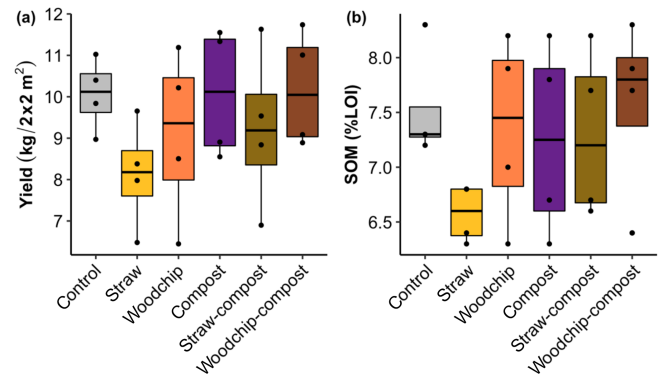 (a)
Yield (kg/2x2 m²)
12
11
10
9
8
7
Control
Straw
Woodchip
Compost
Straw-compost
Woodchip-compost
(b)
SOM (%LOI)
8.0
7.5
7.0
6.5
Control
Straw
Woodchip
Compost
Straw-compost
Woodchip-compost